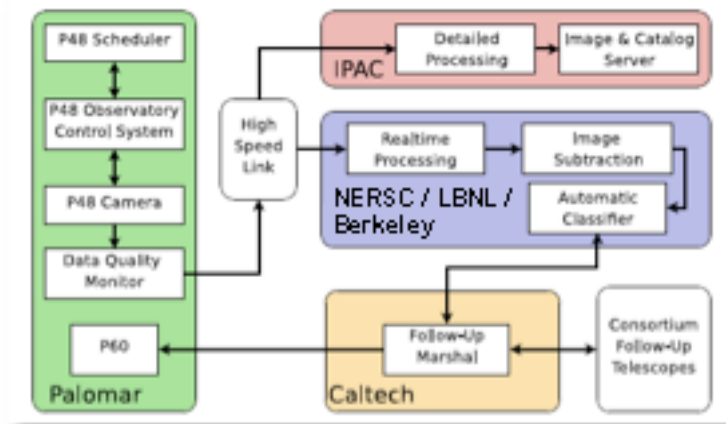 P48 Scheduler
P48 Observatory
Control System
P48 Camera
Data Quality
Monitor
P60
Palomar
High
Speed
Link
Detailed
Processing
Image & Catalog
Server
IPAC
Realtime
Processing
Image
Subtraction
Automatic
Classifier
NERSC / LBNL /
Berkeley
Follow-Up
Marshal
Caltech
Consortium
Follow-Up
Telescopes